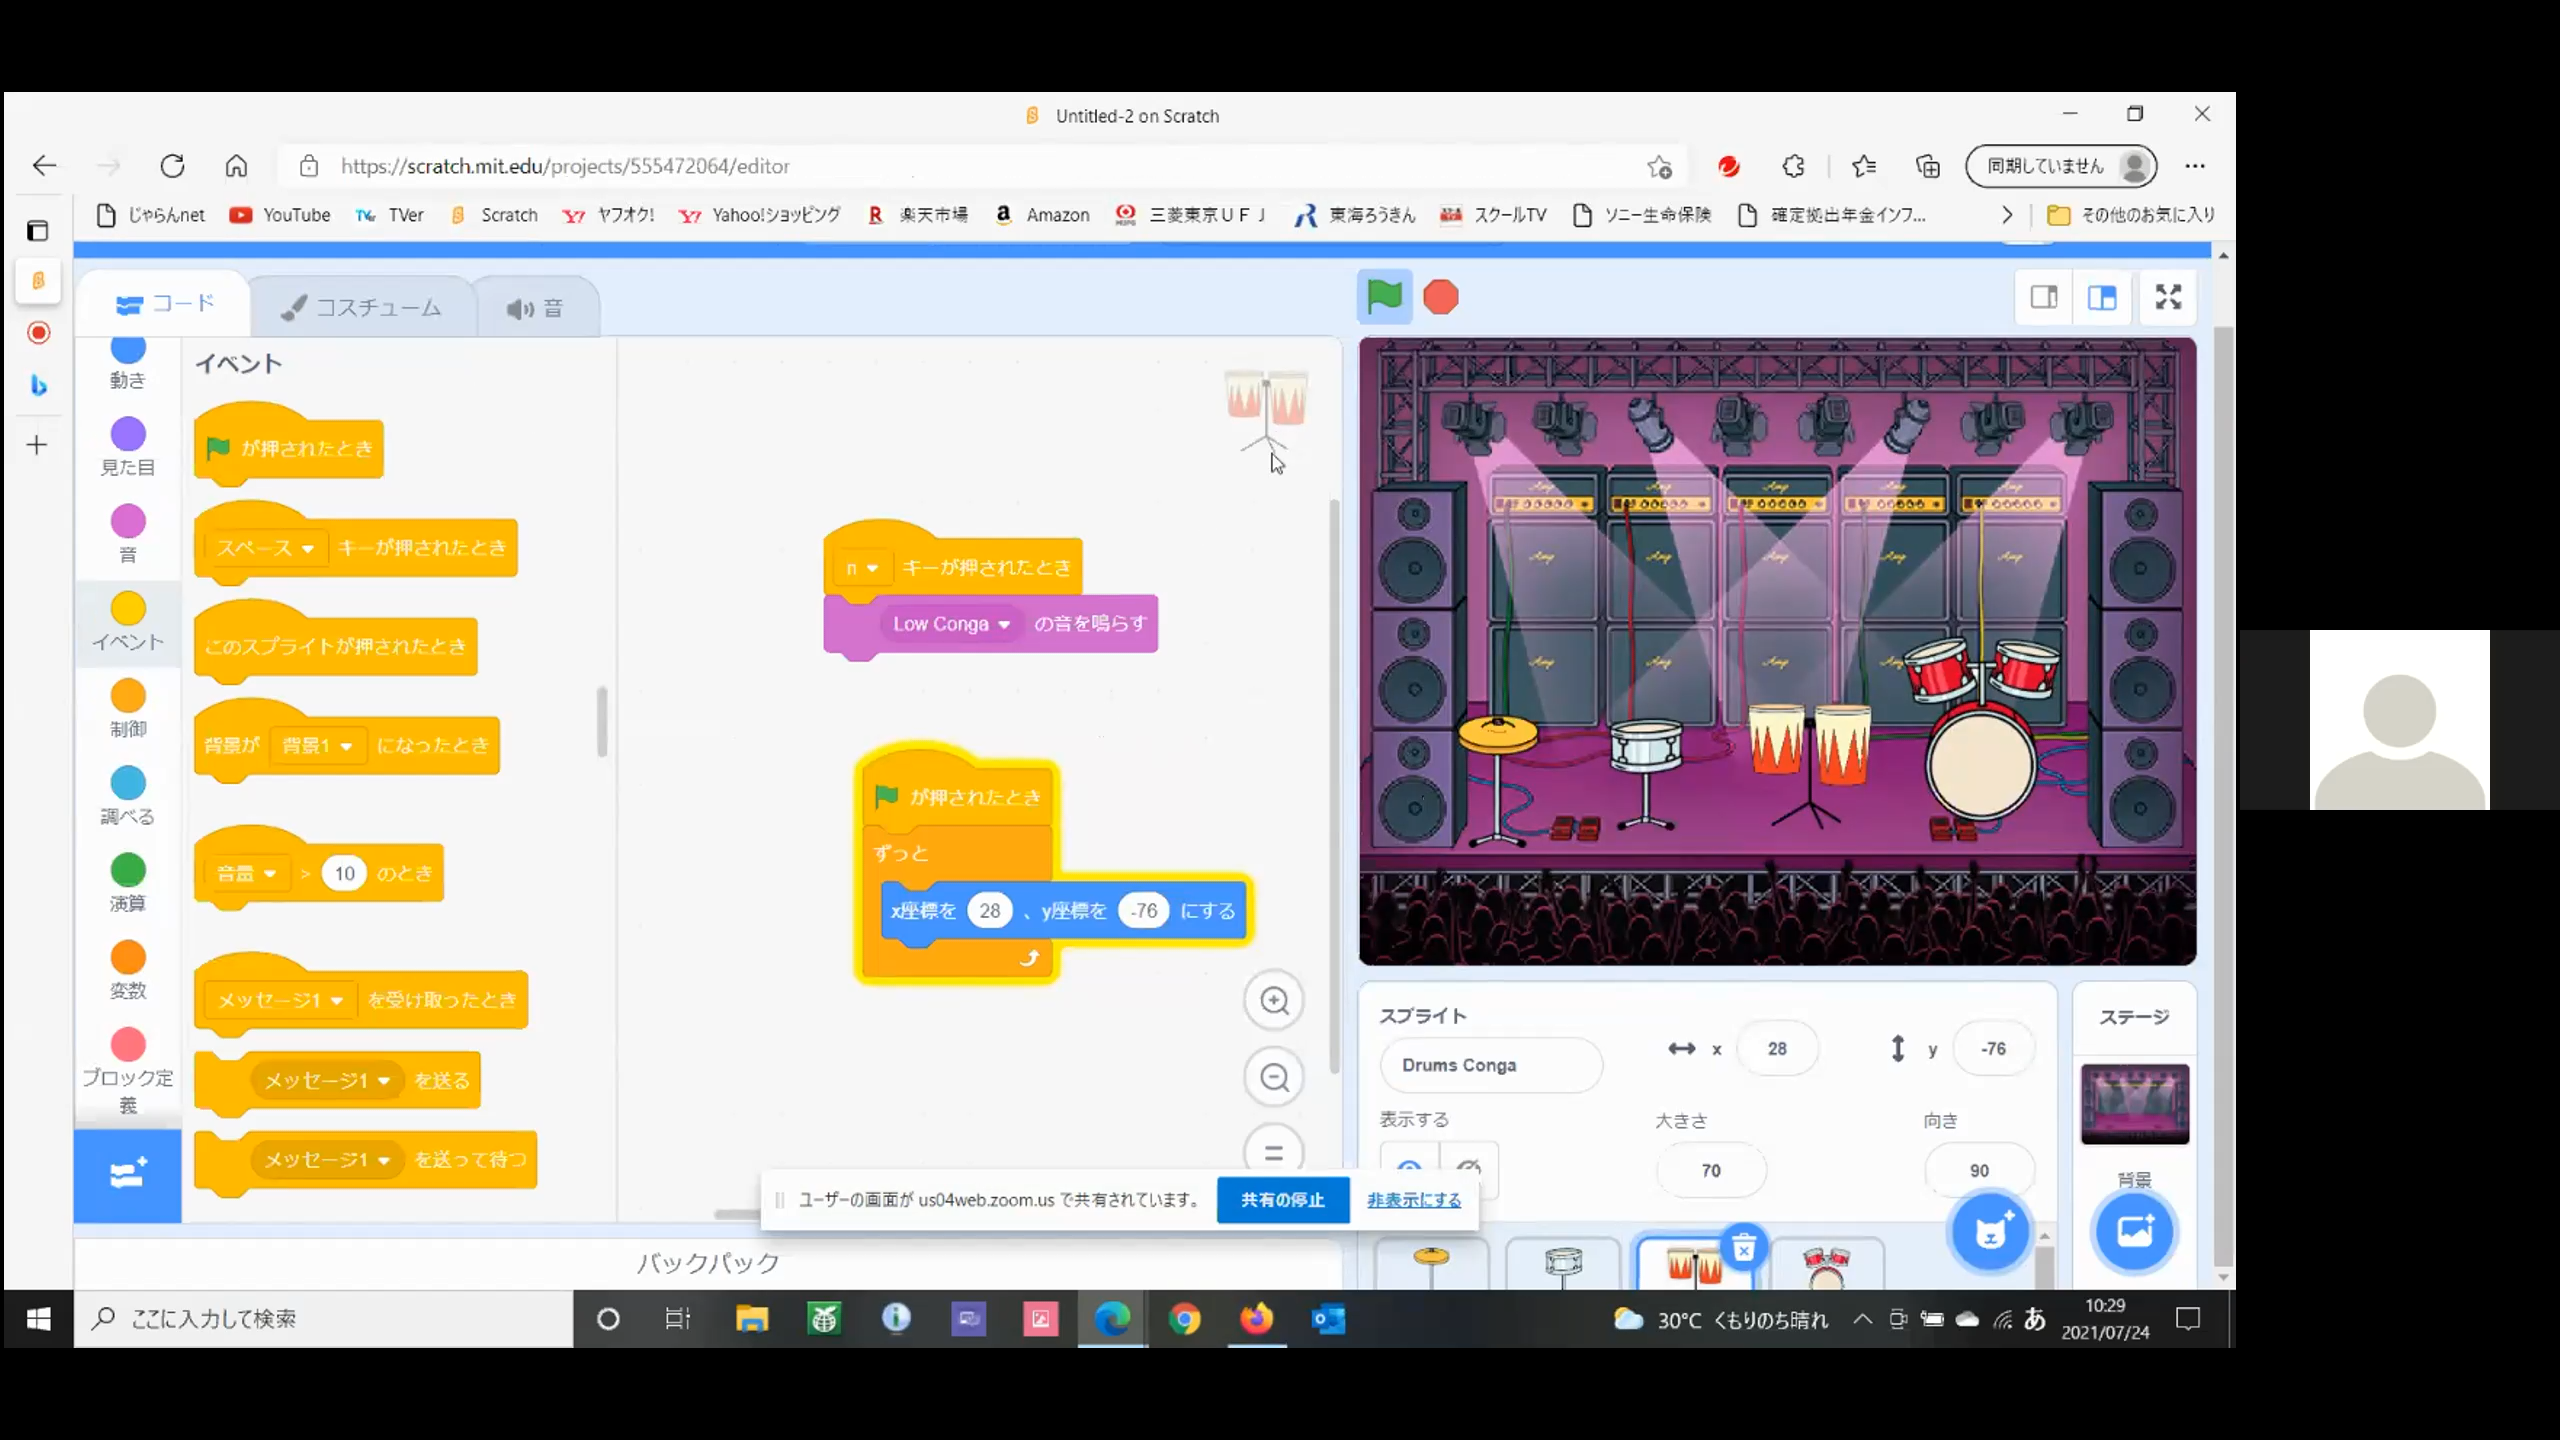 Untitled-2 on Scratch
https://scratch.mit.edu/projects/555472064/editor
同期していません
じゃらんnet
YouTube
TVer
Scratch
ヤフオク!
Yahoo!ショッピング
楽天市場
Amazon
三菱東京UFJ
東海ろうきん
スクールTV
ソニー生命保険
確定拠出年金インフ...
その他のお気に入り
コード
コスチューム
音
動き
見た目
音
イベント
制御
調べる
演算
変数
ブロック定
義
イベント
が押されたとき
スペース キーが押されたとき
このスプライトが押されたとき
背景が 背景1 になったとき
音量 > 10 のとき
メッセージ1 を受け取ったとき
メッセージ1 を送る
メッセージ1 を送って待つ
n キーが押されたとき
Low Conga の音を鳴らす
が押されたとき
ずっと
x座標を 28 、y座標を -76 にする
スプライト
Drums Conga
x 28
y -76
表示する
大きさ
70
向き
90
ステージ
背景
ユーザーの画面が us04web.zoom.us で共有されています。
共有の停止
非表示にする
バックパック
ここに入力して検索
30°C くもりのち晴れ
あ
10:29
2021/07/24